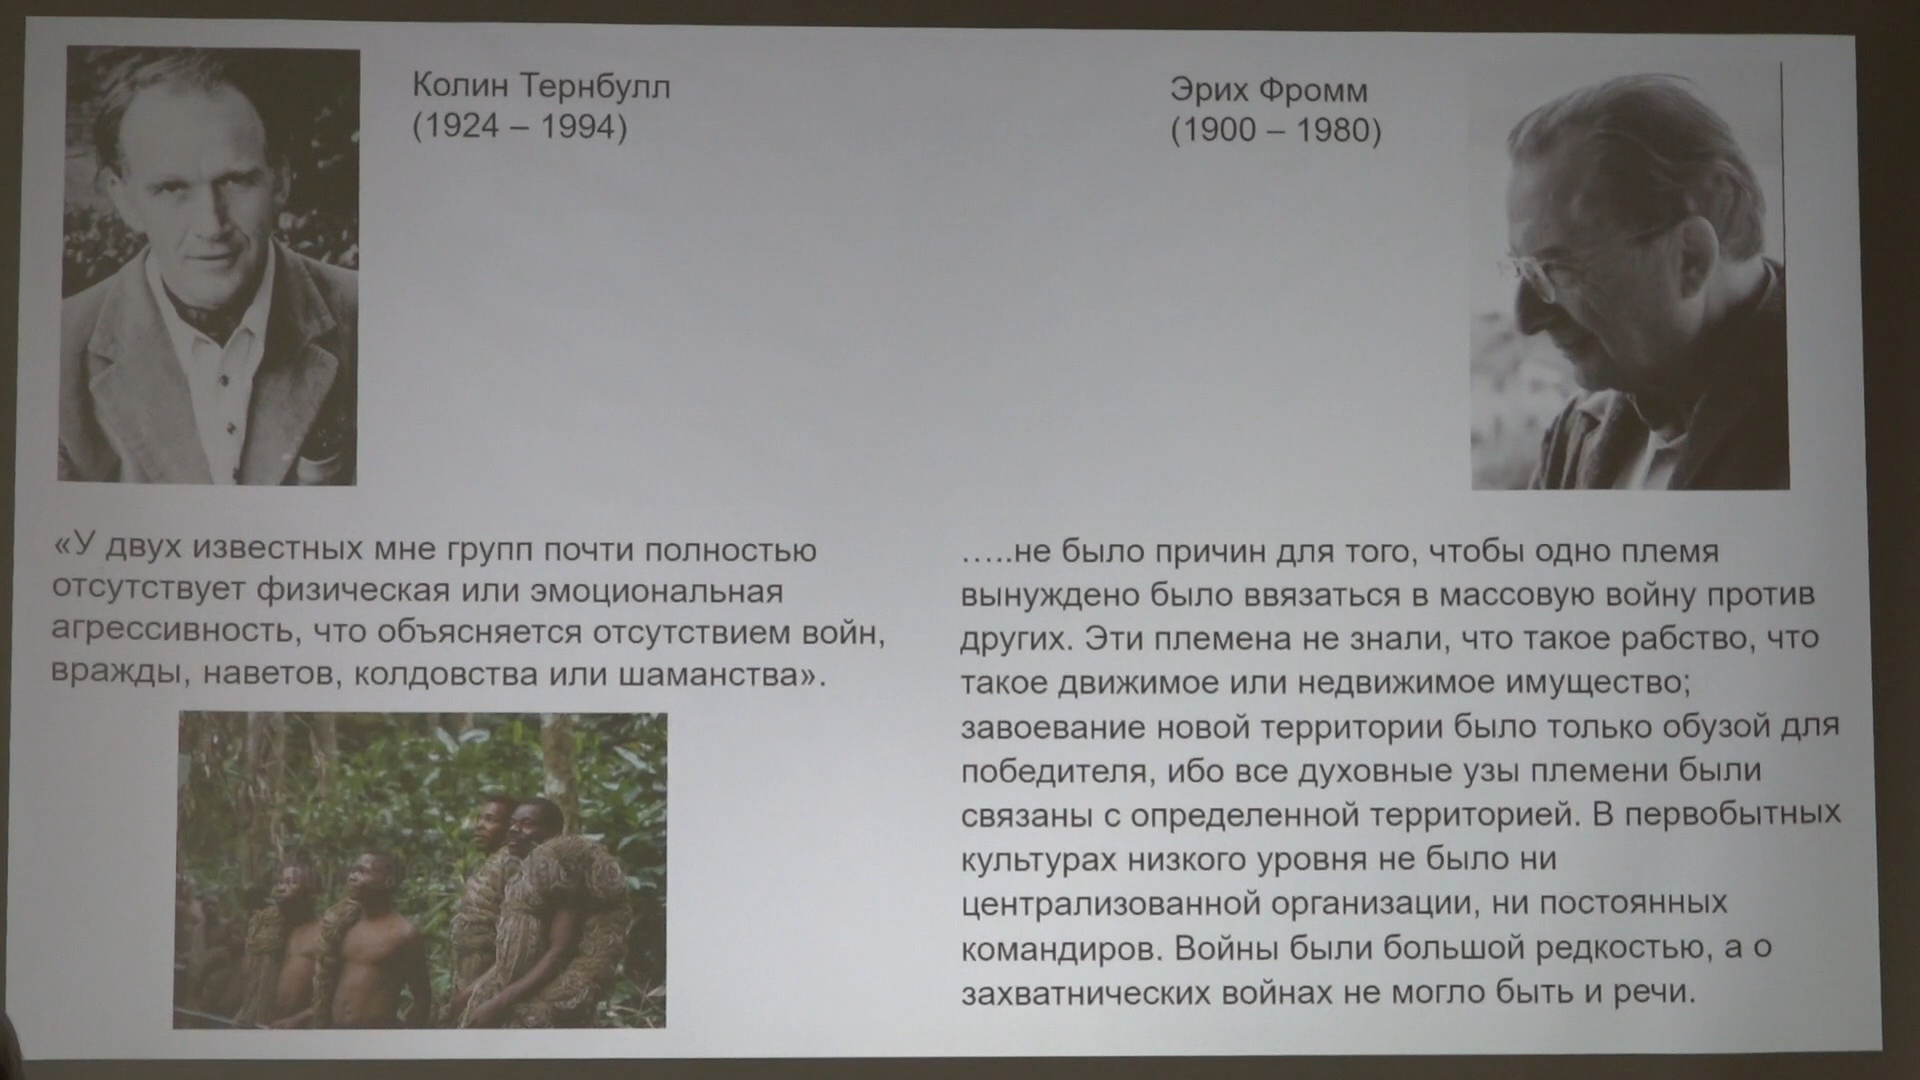 Колин Тернбулл
(1924 – 1994)
Эрих Фромм
(1900 – 1980)
«У двух известных мне групп почти полностью
отсутствует физическая или эмоциональная
агрессивность, что объясняется отсутствием войн,
вражды, наветов, колдовства или шаманства».
…..не было причин для того, чтобы одно племя
вынуждено было ввязаться в массовую войну против
других. Эти племена не знали, что такое рабство, что
такое движимое или недвижимое имущество;
завоевание новой территории было только обузой для
победителя, ибо все духовные узы племени были
связаны с определенной территорией. В первобытных
культурах низкого уровня не было ни
централизованной организации, ни постоянных
командиров. Войны были большой редкостью, а о
захватнических войнах не могло быть и речи.